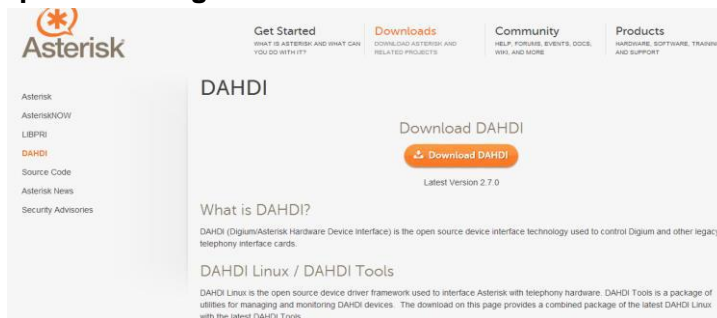 Asterisk
Get Started
WHAT IS ASTERISK AND WHAT CAN
YOU DO WITH IT?
Downloads
DOWNLOAD ASTERISK AND
RELATED PROJECTS
Community
HELP, FORUMS, EVENTS, DOCS,
WIKI, AND MORE
Products
HARDWARE, SOFTWARE, TRAINING
AND SUPPORT
Asterisk
AsteriskNOW
LIBPRI
DAHDI
Source Code
Asterisk News
Security Advisories
DAHDI
Download DAHDI
Download DAHDI
Latest Version 2.7.0
What is DAHDI?
DAHDI (Digium/Asterisk Hardware Device Interface) is the open source device interface technology used to control Digium and other legacy
telephony interface cards.
DAHDI Linux / DAHDI Tools
DAHDI Linux is the open source device driver framework used to interface Asterisk with telephony hardware. DAHDI Tools is a package of
utilities for managing and monitoring DAHDI devices. The download on this page provides a combined package of the latest DAHDI Linux
with the latest DAHDI Tools.